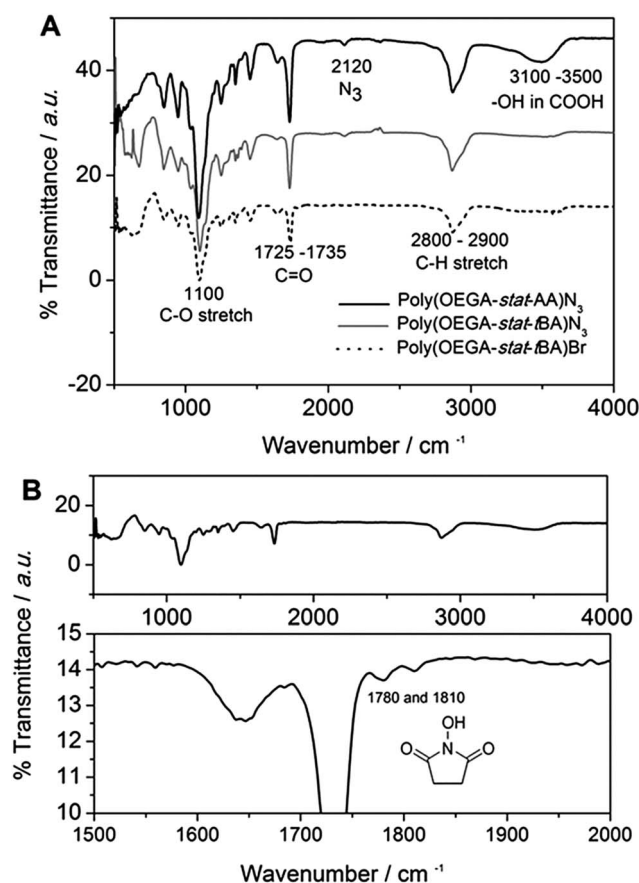 A
40
20
0
-20
% Transmittance / a.u.
2120
N3
3100 -3500
-OH in COOH
1725 -1735
C=O
2800 - 2900
C-H stretch
1100
C-O stretch
Poly(OEGA-stat-AA)N3
Poly(OEGA-stat-tBA)N3
Poly(OEGA-stat-tBA)Br
1000 2000 3000 4000
Wavenumber / cm -1
B
20
0
1000 2000 3000 4000
% Transmittance / a.u.
15
14
13
12
11
10
1780 and 1810
OH
N
O
O
1500 1600 1700 1800 1900 2000
Wavenumber / cm -1